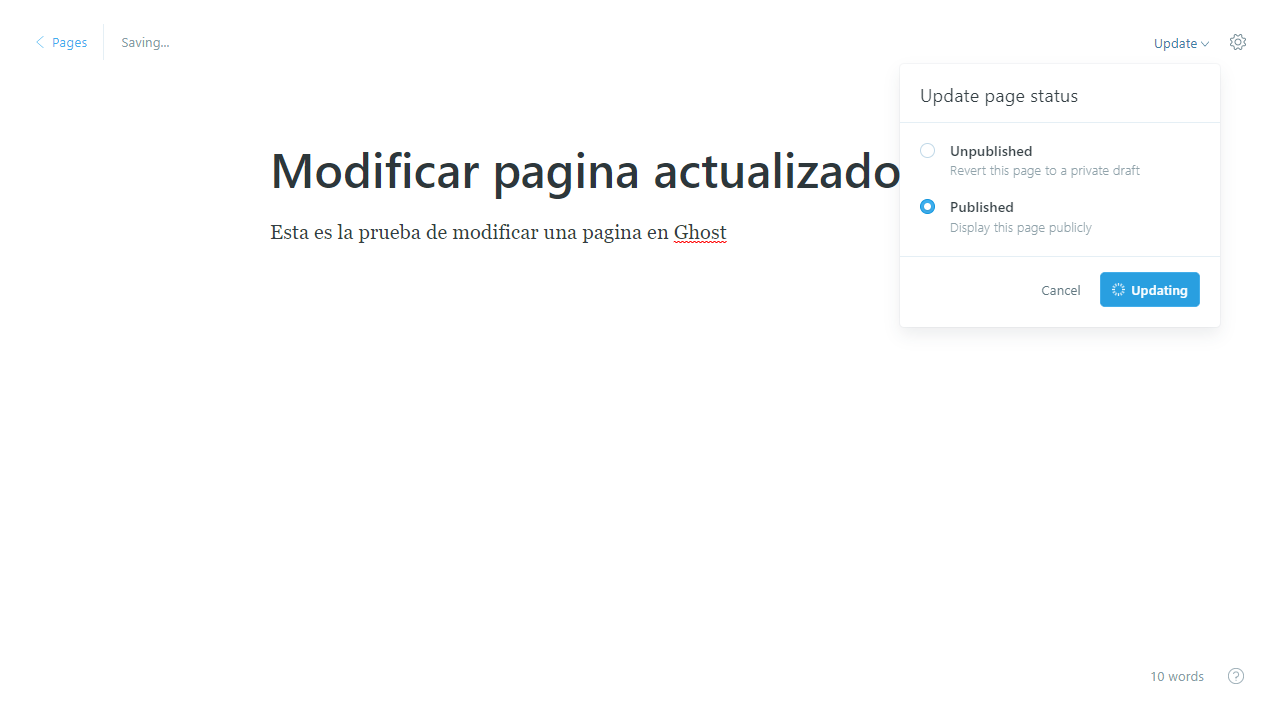 Pages
Saving...
Update
Update page status
Unpublished
Revert this page to a private draft
Published
Display this page publicly
Cancel
Updating
Modificar pagina actualizado
Esta es la prueba de modificar una pagina en Ghost
10 words
?